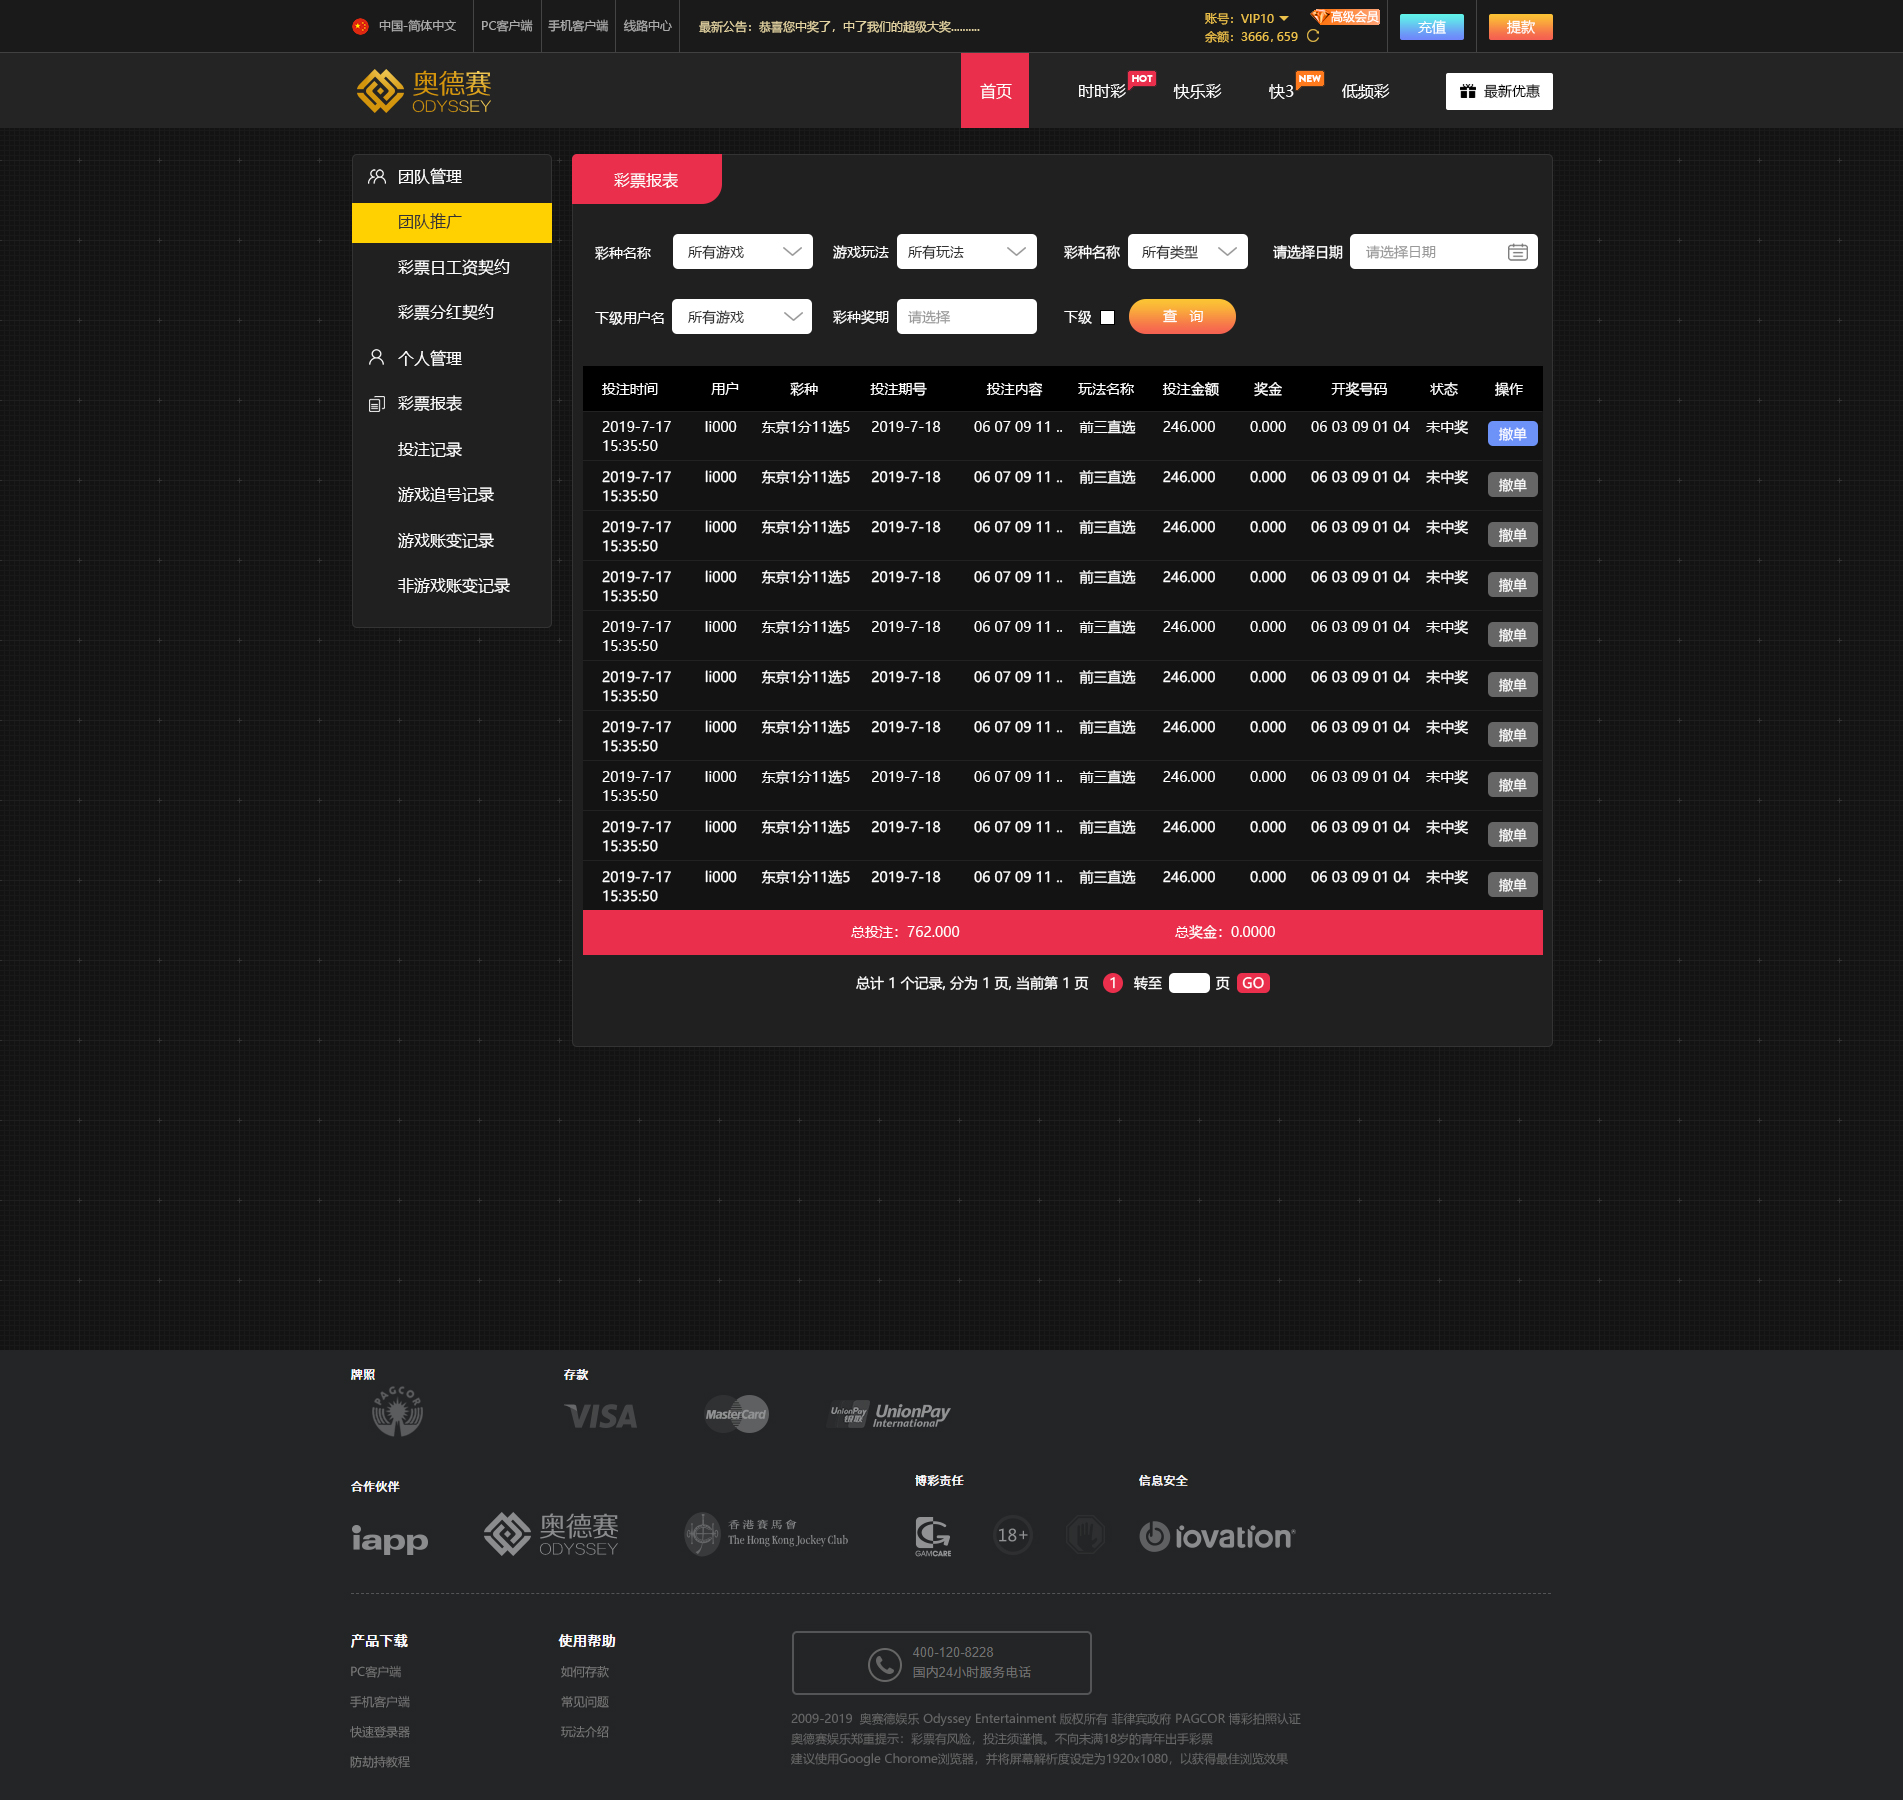 中国-简体中文 PC客户端 手机客户端 线路中心 最新公告：恭喜您中奖了，中了我们的超级大奖..........
账号：VIP10 高级会员 充值 提款
余额：3666,659
奥德赛
ODYSSEY
首页 时时彩 HOT 快乐彩 快3 NEW 低频彩 最新优惠
团队管理
团队推广
彩票日工资契约
彩票分红契约
个人管理
彩票报表
投注记录
游戏追号记录
游戏账变记录
非游戏账变记录
彩票报表
彩种名称 所有游戏 游戏玩法 所有玩法 彩种名称 所有类型 请选择日期 请选择日期
下级用户名 所有游戏 彩种奖期 请选择 下级 查 询
投注时间 用户 彩种 投注期号 投注内容 玩法名称 投注金额 奖金 开奖号码 状态 操作
2019-7-17 li000 东京1分11选5 2019-7-18 06 07 09 11 .. 前三直选 246.000 0.000 06 03 09 01 04 未中奖 撤单
15:35:50
2019-7-17 li000 东京1分11选5 2019-7-18 06 07 09 11 .. 前三直选 246.000 0.000 06 03 09 01 04 未中奖 撤单
15:35:50
2019-7-17 li000 东京1分11选5 2019-7-18 06 07 09 11 .. 前三直选 246.000 0.000 06 03 09 01 04 未中奖 撤单
15:35:50
2019-7-17 li000 东京1分11选5 2019-7-18 06 07 09 11 .. 前三直选 246.000 0.000 06 03 09 01 04 未中奖 撤单
15:35:50
2019-7-17 li000 东京1分11选5 2019-7-18 06 07 09 11 .. 前三直选 246.000 0.000 06 03 09 01 04 未中奖 撤单
15:35:50
2019-7-17 li000 东京1分11选5 2019-7-18 06 07 09 11 .. 前三直选 246.000 0.000 06 03 09 01 04 未中奖 撤单
15:35:50
2019-7-17 li000 东京1分11选5 2019-7-18 06 07 09 11 .. 前三直选 246.000 0.000 06 03 09 01 04 未中奖 撤单
15:35:50
2019-7-17 li000 东京1分11选5 2019-7-18 06 07 09 11 .. 前三直选 246.000 0.000 06 03 09 01 04 未中奖 撤单
15:35:50
2019-7-17 li000 东京1分11选5 2019-7-18 06 07 09 11 .. 前三直选 246.000 0.000 06 03 09 01 04 未中奖 撤单
15:35:50
2019-7-17 li000 东京1分11选5 2019-7-18 06 07 09 11 .. 前三直选 246.000 0.000 06 03 09 01 04 未中奖 撤单
15:35:50
总投注：762.000 总奖金：0.0000
总计 1 个记录, 分为 1 页, 当前第 1 页 1 转至 页 GO
牌照 存款
PAGCOR
VISA MasterCard UnionPay 银联 UnionPay International
合作伙伴 博彩责任 信息安全
iapp
奥德赛
ODYSSEY
香港賽馬會
The Hong Kong Jockey Club
GAMCARE
18+
iovation
产品下载
PC客户端
手机客户端
快速登录器
防劫持教程
使用帮助
如何存款
常见问题
玩法介绍
400-120-8228
国内24小时服务电话
2009-2019 奥赛德娱乐 Odyssey Entertainment 版权所有 菲律宾政府 PAGCOR 博彩拍照认证
奥德赛娱乐郑重提示：彩票有风险，投注须谨慎。不向未满18岁的青年出手彩票
建议使用Google Chorome浏览器，并将屏幕解析度设定为1920x1080，以获得最佳浏览效果